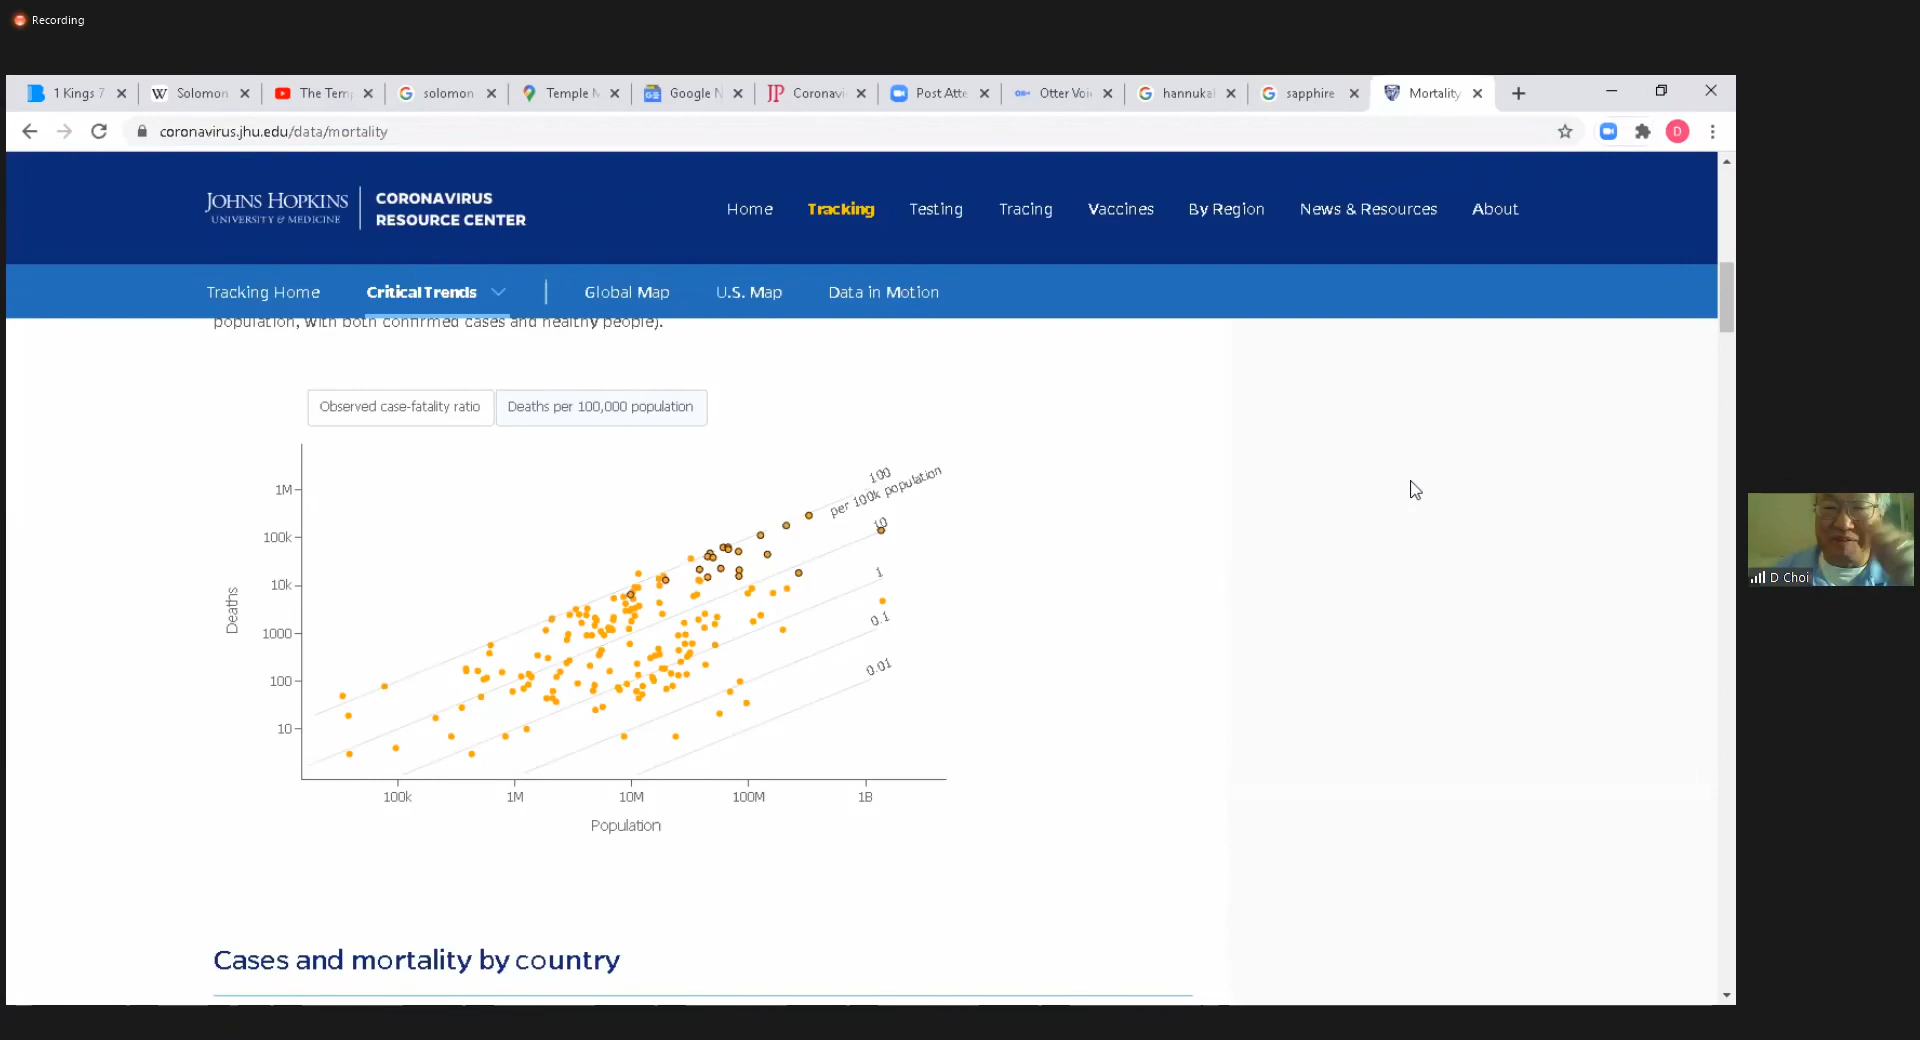 Recording
1 Kings 7
Solomon
The Tem
solomon
Temple M
Google N
JP Coronavi
Post Atte
Otter Voi
hannuka
sapphire
Mortality
coronavirus.jhu.edu/data/mortality
D
JOHNS HOPKINS
UNIVERSITY & MEDICINE
CORONAVIRUS
RESOURCE CENTER
Home
Tracking
Testing
Tracing
Vaccines
By Region
News & Resources
About
Tracking Home
Critical Trends
Global Map
U.S. Map
Data in Motion
population, with both confirmed cases and healthy people).
Observed case-fatality ratio
Deaths per 100,000 population
100
per 100k population
10
1
0.1
0.01
1M
100k
10k
1000
100
10
Deaths
100k
1M
10M
100M
1B
Population
Cases and mortality by country
D Choi